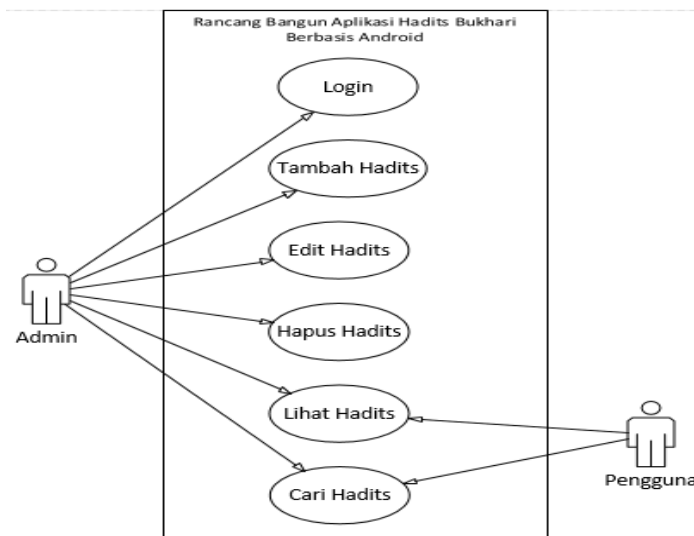 Rancang Bangun Aplikasi Hadits Bukhari
Berbasis Android
Login
Tambah Hadits
Edit Hadits
Hapus Hadits
Lihat Hadits
Cari Hadits
Admin
Pengguna